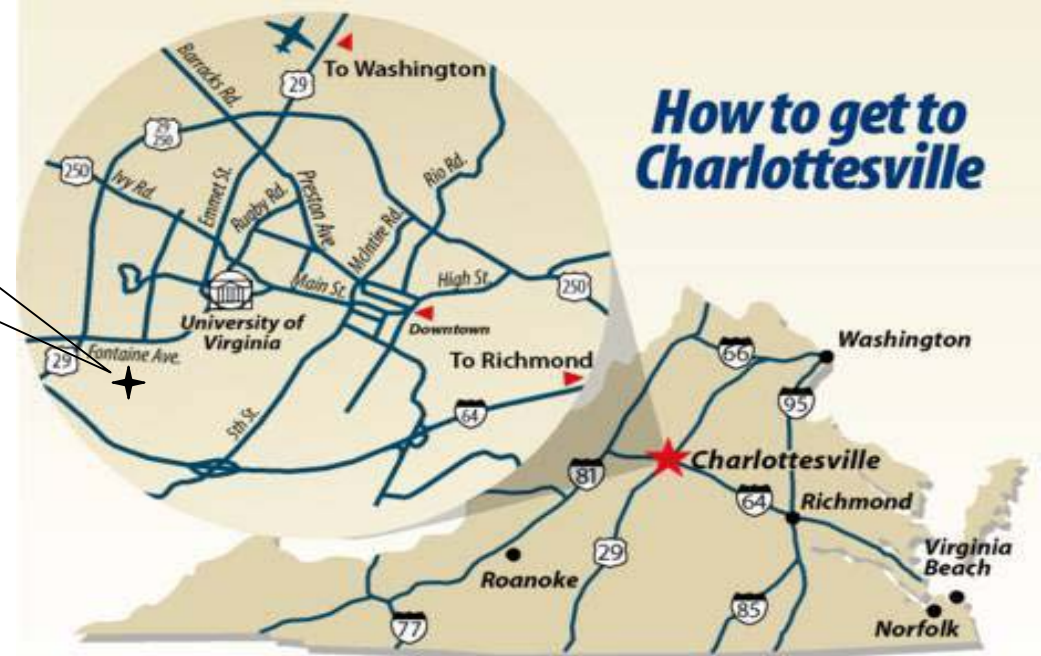 How to get to
Charlottesville
To Washington
Barracks Rd.
29
29
250
250
Ivy Rd.
Emmet St.
Rugby Rd.
Preston Ave
McIntire Rd.
Rio Rd.
Main St.
High St.
250
University of
Virginia
Downtown
29
Fontaine Ave.
To Richmond
5th St.
64
Washington
66
95
Charlottesville
81
64
Richmond
29
Roanoke
Virginia
Beach
77
85
Norfolk